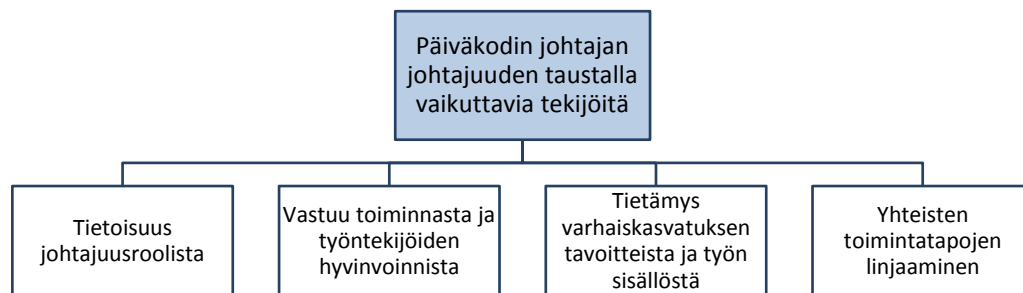 Päiväkodin johtajan
johtajuuden taustalla
vaikuttavia tekijöitä
Tietoisuus
johtajuusroolista
Vastuu toiminnasta ja
työntekijöiden
hyvinvoinnista
Tietämys
varhaiskasvatuksen
tavoitteista ja työn
sisällöstä
Yhteisten
toimintatapojen
linjaaminen